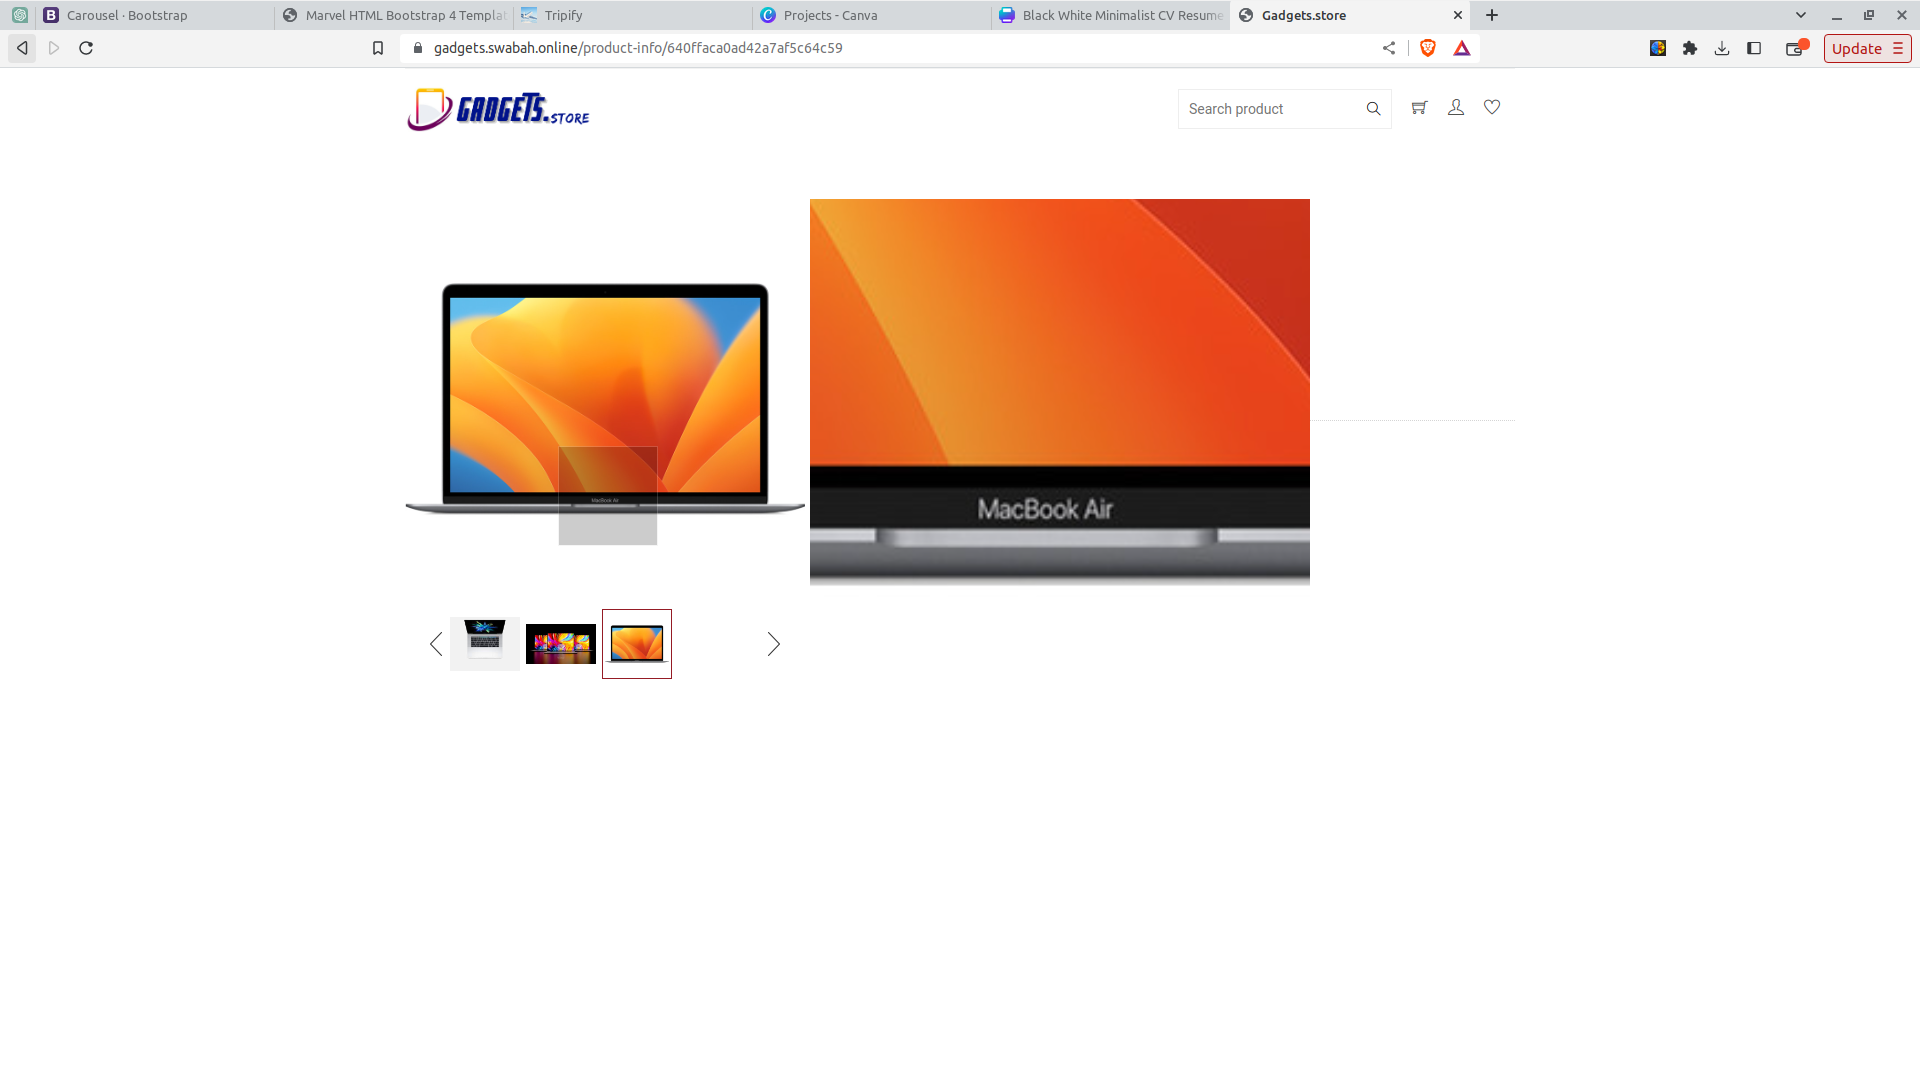 Carousel · Bootstrap
Marvel HTML Bootstrap 4 Templat
Tripify
Projects - Canva
Black White Minimalist CV Resume
Gadgets.store
gadgets.swabah.online/product-info/640ffaca0ad42a7af5c64c59
Update
GADGETS.STORE
Search product
MacBook Air
MacBook Air